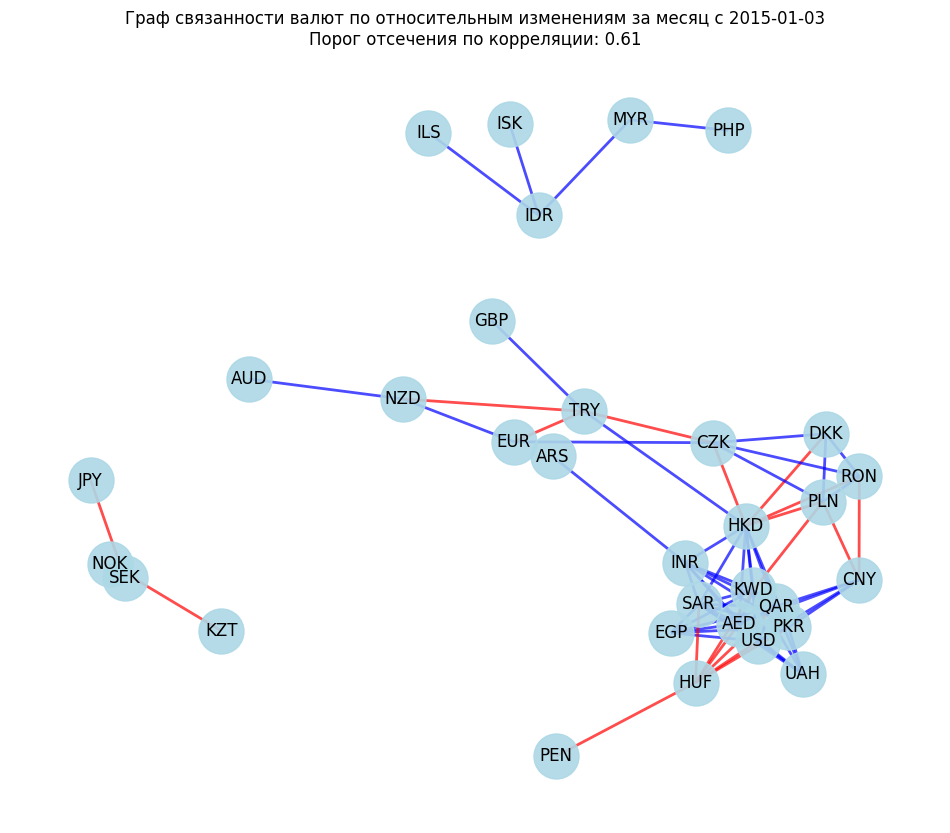 Граф связанности валют по относительным изменениям за месяц с 2015-01-03
Порог отсечения по корреляции: 0.61
ILS
ISK
MYR
PHP
IDR
GBP
AUD
NZD
TRY
EUR
ARS
CZK
DKK
RON
PLN
JPY
HKD
NOK
SEK
INR
KWD
CNY
SAR
QAR
AED
PKR
EGP
USD
KZT
HUF
UAH
PEN